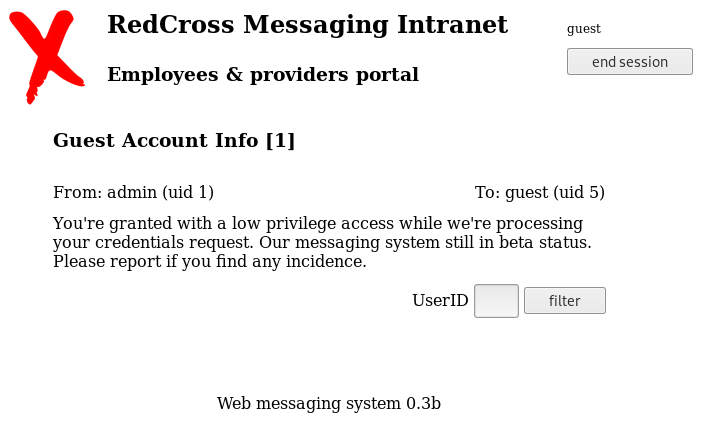 RedCross Messaging Intranet
guest
end session
Employees & providers portal
Guest Account Info [1]
From: admin (uid 1)
To: guest (uid 5)
You're granted with a low privilege access while we're processing
your credentials request. Our messaging system still in beta status.
Please report if you find any incidence.
UserID
filter
Web messaging system 0.3b